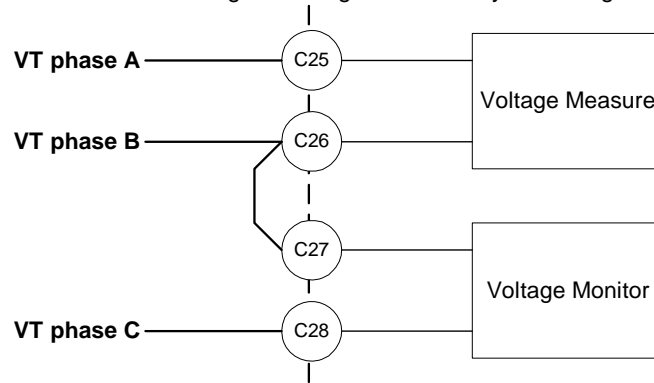 VT phase A
C25
Voltage Measure
VT phase B
C26
C27
Voltage Monitor
VT phase C
C28